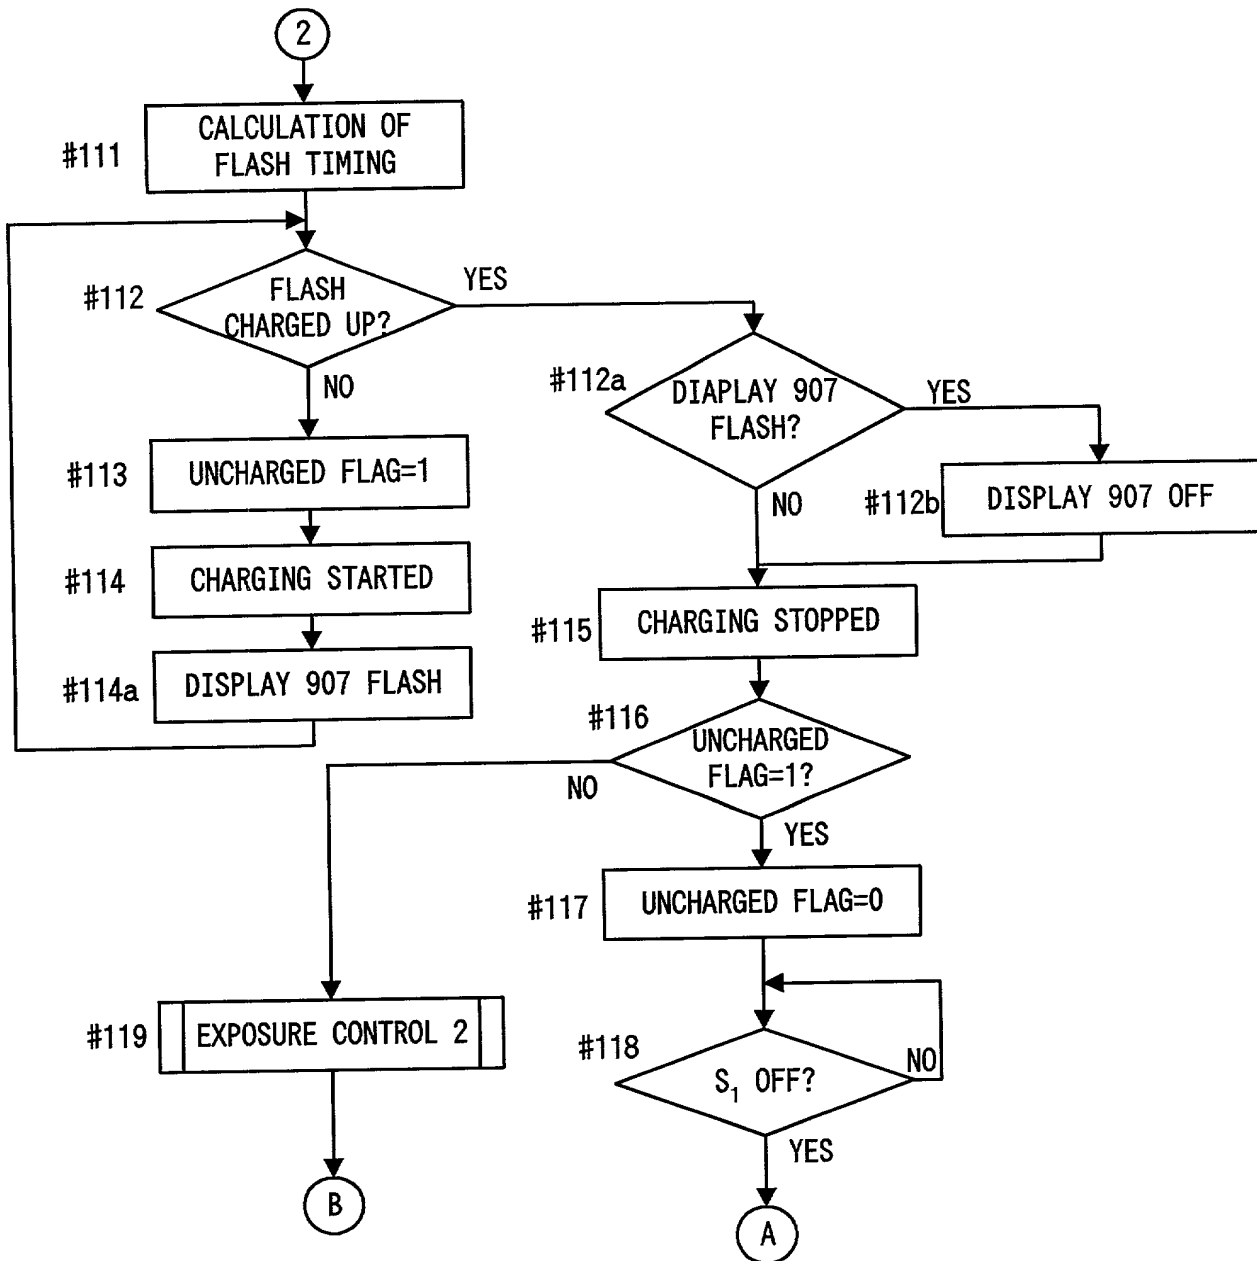 2
#111
CALCULATION OF
FLASH TIMING
#112
FLASH
CHARGED UP?
YES
NO
#112a
DIAPLAY 907
FLASH?
YES
NO
#113
UNCHARGED FLAG=1
#112b
DISPLAY 907 OFF
#114
CHARGING STARTED
#115
CHARGING STOPPED
#114a
DISPLAY 907 FLASH
#116
UNCHARGED
FLAG=1?
NO
YES
#117
UNCHARGED FLAG=0
#119
EXPOSURE CONTROL 2
#118
S₁ OFF?
NO
YES
B
A